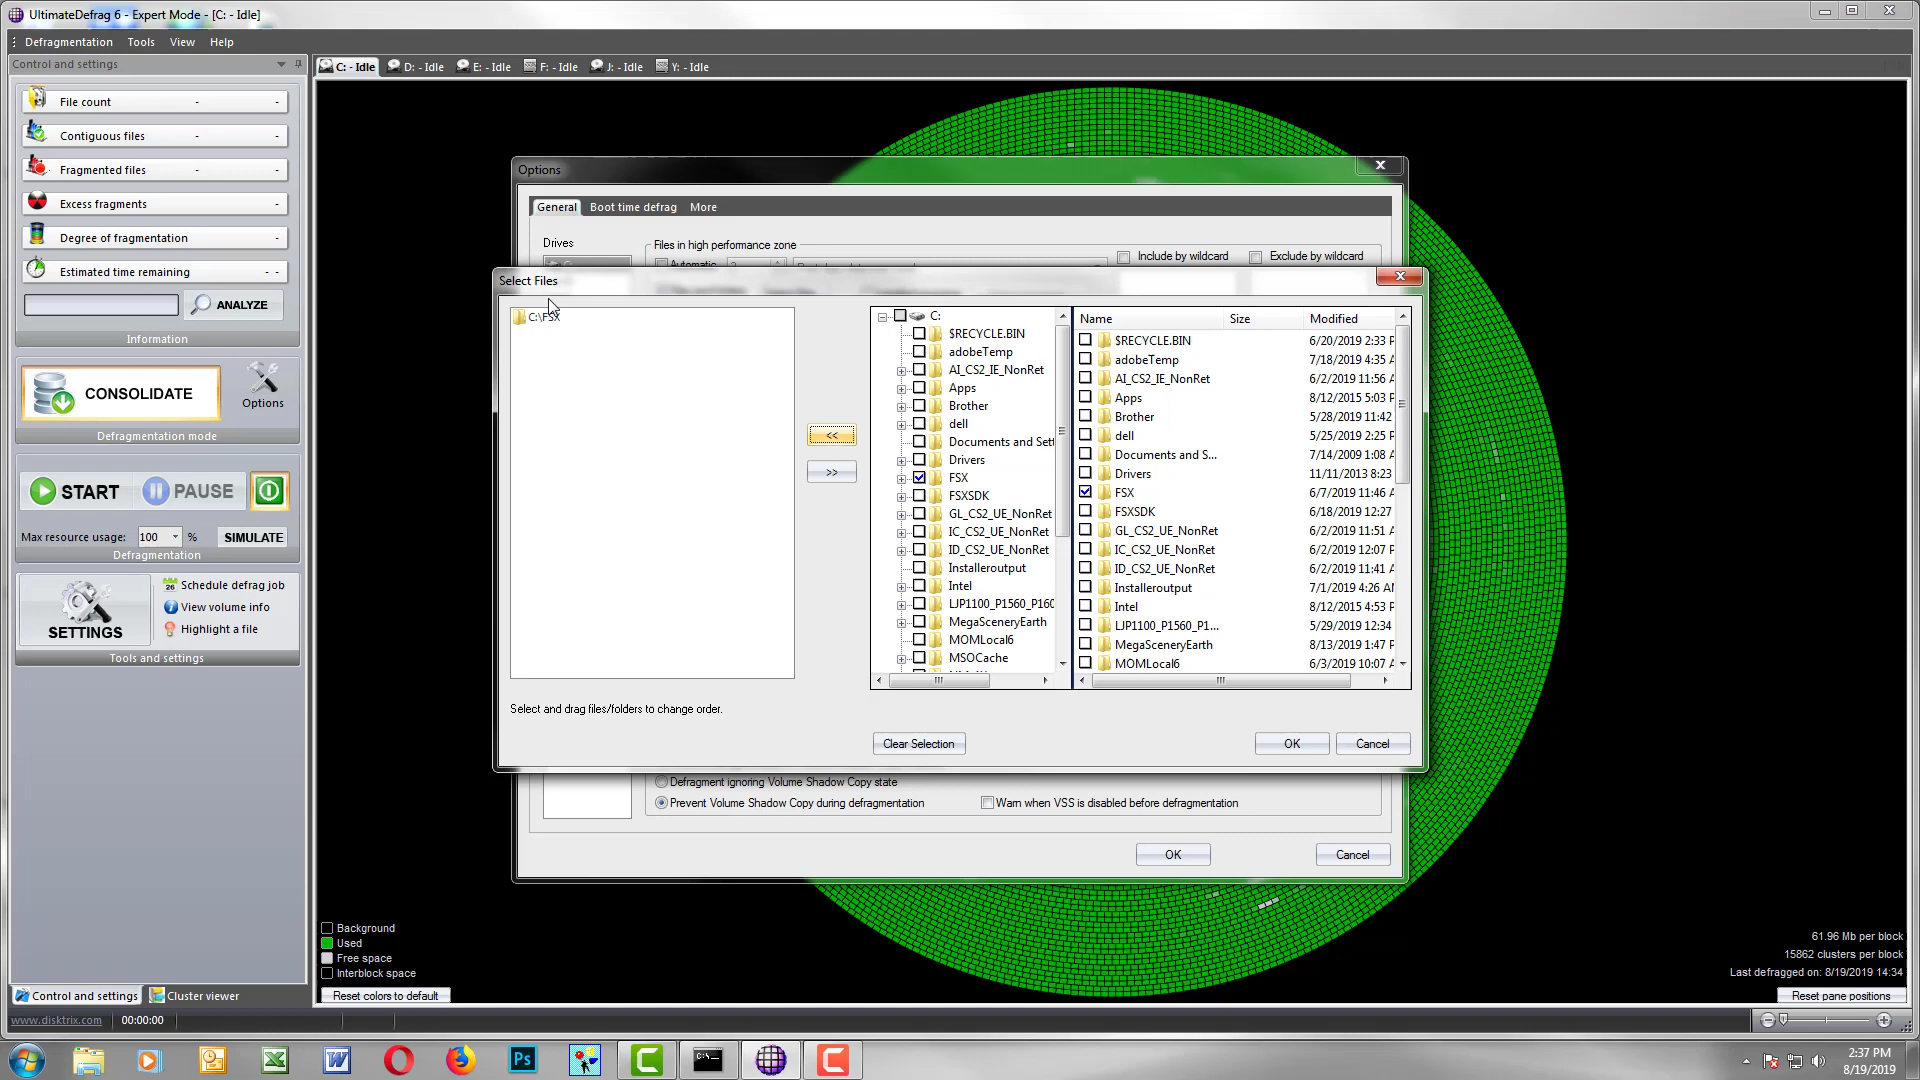 UltimateDefrag 6 - Expert Mode - [C: - Idle]
Defragmentation Tools View Help
Control and settings
C: - Idle D: - Idle E: - Idle F: - Idle J: - Idle Y: - Idle
File count - -
Contiguous files - -
Fragmented files - -
Excess fragments -
Degree of fragmentation -
Estimated time remaining - -
ANALYZE
Information
CONSOLIDATE
Options
Defragmentation mode
START PAUSE
Max resource usage: 100 % SIMULATE
Defragmentation
SETTINGS
Schedule defrag job
View volume info
Highlight a file
Tools and settings
Control and settings Cluster viewer
www.disktrix.com 00:00:00
Options
General Boot time defrag More
Drives
Files in high performance zone
Automatic
Include by wildcard Exclude by wildcard
Select Files
C:\FSX
<<
>>
C:
$RECYCLE.BIN
adobeTemp
AI_CS2_IE_NonRet
Apps
Brother
dell
Documents and Sett
Drivers
FSX
FSXSDK
GL_CS2_UE_NonRet
IC_CS2_UE_NonRet
ID_CS2_UE_NonRet
Installeroutput
Intel
LJP1100_P1560_P160
MegaSceneryEarth
MOMLocal6
MSOCache
Name Size Modified
$RECYCLE.BIN 6/20/2019 2:33 P
adobeTemp 7/18/2019 4:35 A
AI_CS2_IE_NonRet 6/2/2019 11:56 A
Apps 8/12/2015 5:03 P
Brother 5/28/2019 11:42
dell 5/25/2019 2:25 P
Documents and S... 7/14/2009 1:08 A
Drivers 11/11/2013 8:23
FSX 6/7/2019 11:46 A
FSXSDK 6/18/2019 12:27
GL_CS2_UE_NonRet 6/2/2019 11:51 A
IC_CS2_UE_NonRet 6/2/2019 12:07 P
ID_CS2_UE_NonRet 6/2/2019 11:41 A
Installeroutput 7/1/2019 4:26 AM
Intel 8/12/2015 4:53 P
LJP1100_P1560_P1... 5/29/2019 12:34
MegaSceneryEarth 8/13/2019 1:47 P
MOMLocal6 6/3/2019 10:07 A
Select and drag files/folders to change order.
Clear Selection OK Cancel
Defragment ignoring Volume Shadow Copy state
Prevent Volume Shadow Copy during defragmentation Warn when VSS is disabled before defragmentation
OK Cancel
Background
Used
Free space
Interblock space
Reset colors to default
61.96 Mb per block
15862 clusters per block
Last defragged on: 8/19/2019 14:34
Reset pane positions
Ps
2:37 PM
8/19/2019